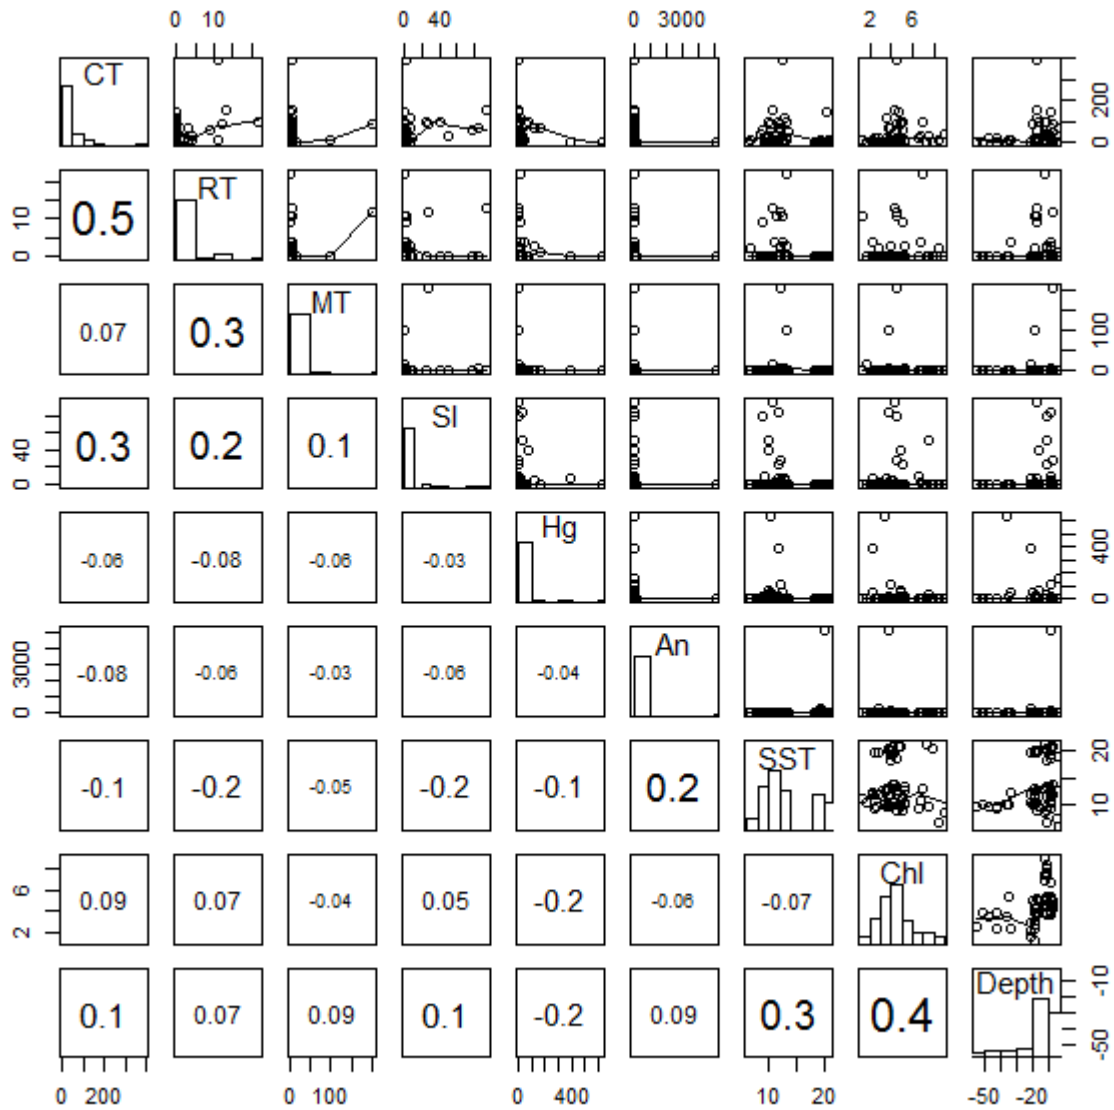 0 10 0 40 0 3000 2 6
CT 0 200
0 10 0.5 RT
0.07 0.3 MT 0 100
0 40 0.3 0.2 0.1 SI
-0.06 -0.08 -0.06 -0.03 Hg 0 400
0 3000 -0.08 -0.06 -0.03 -0.06 -0.04 An
-0.1 -0.2 -0.05 -0.2 -0.1 0.2 SST 10 20
2 6 0.09 0.07 -0.04 0.05 -0.2 -0.06 -0.07 Chl
0.1 0.07 0.09 0.1 -0.2 0.09 0.3 0.4 Depth -50 -10
0 200 0 100 0 400 10 20 -50 -20